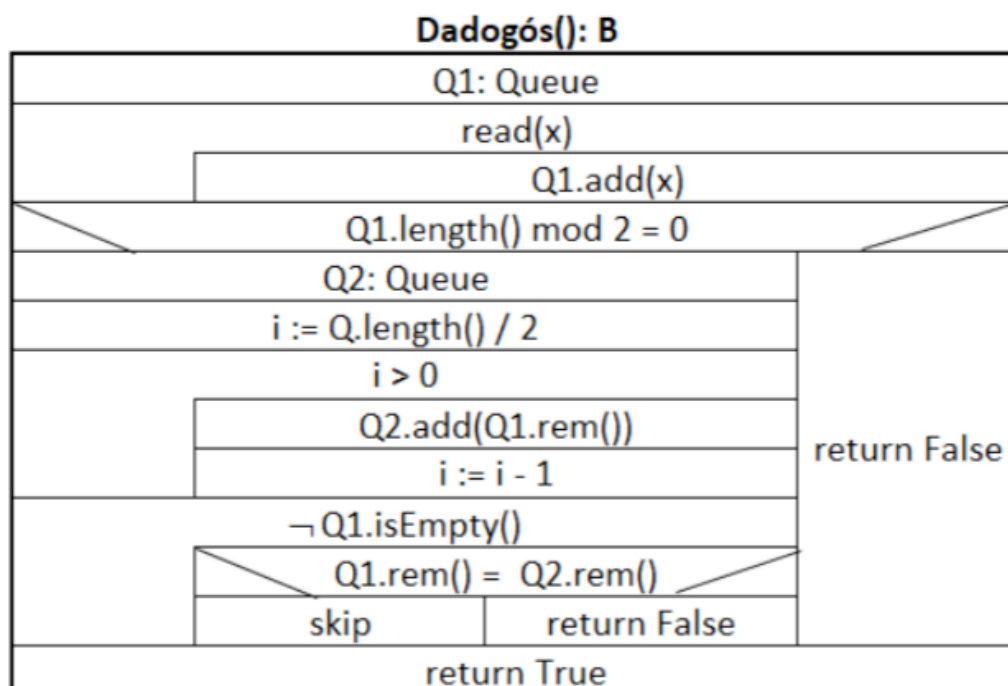 Dadogós(): B
Q1: Queue
read(x)
Q1.add(x)
Q1.length() mod 2 = 0
Q2: Queue
i := Q.length() / 2
i > 0
Q2.add(Q1.rem())
i := i - 1
return False
¬ Q1.isEmpty()
Q1.rem() = Q2.rem()
skip return False
return True